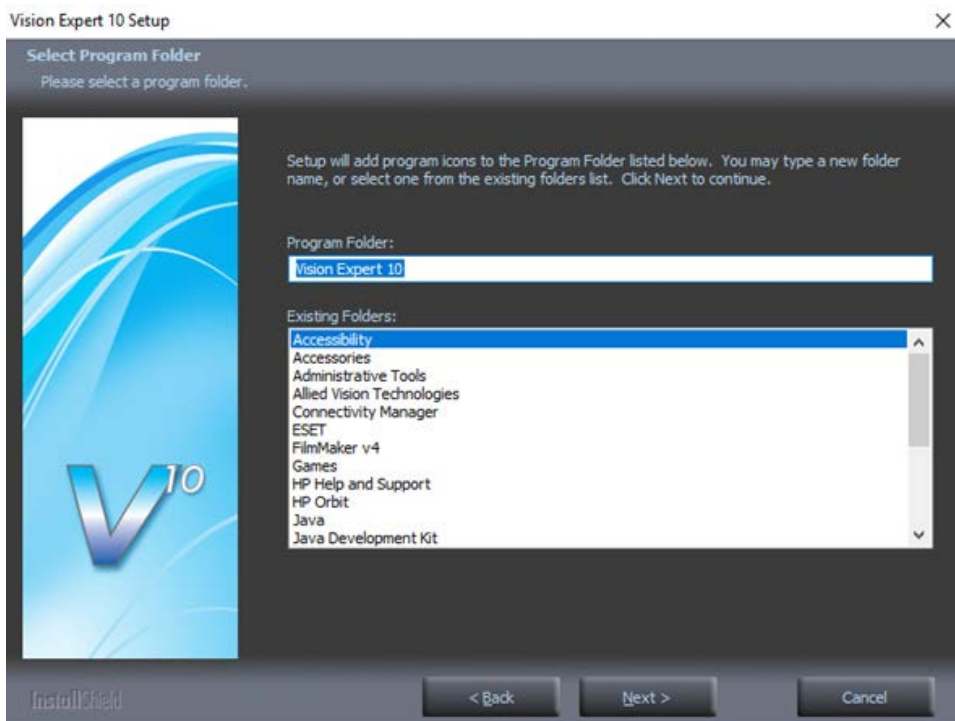 Vision Expert 10 Setup
Select Program Folder
Please select a program folder.
Setup will add program icons to the Program Folder listed below. You may type a new folder
name, or select one from the existing folders list. Click Next to continue.
Program Folder:
Vision Expert 10
Existing Folders:
Accessibility
Accessories
Administrative Tools
Allied Vision Technologies
Connectivity Manager
ESET
FilmMaker v4
Games
HP Help and Support
HP Orbit
Java
Java Development Kit
V10
InstallShield
< Back
Next >
Cancel